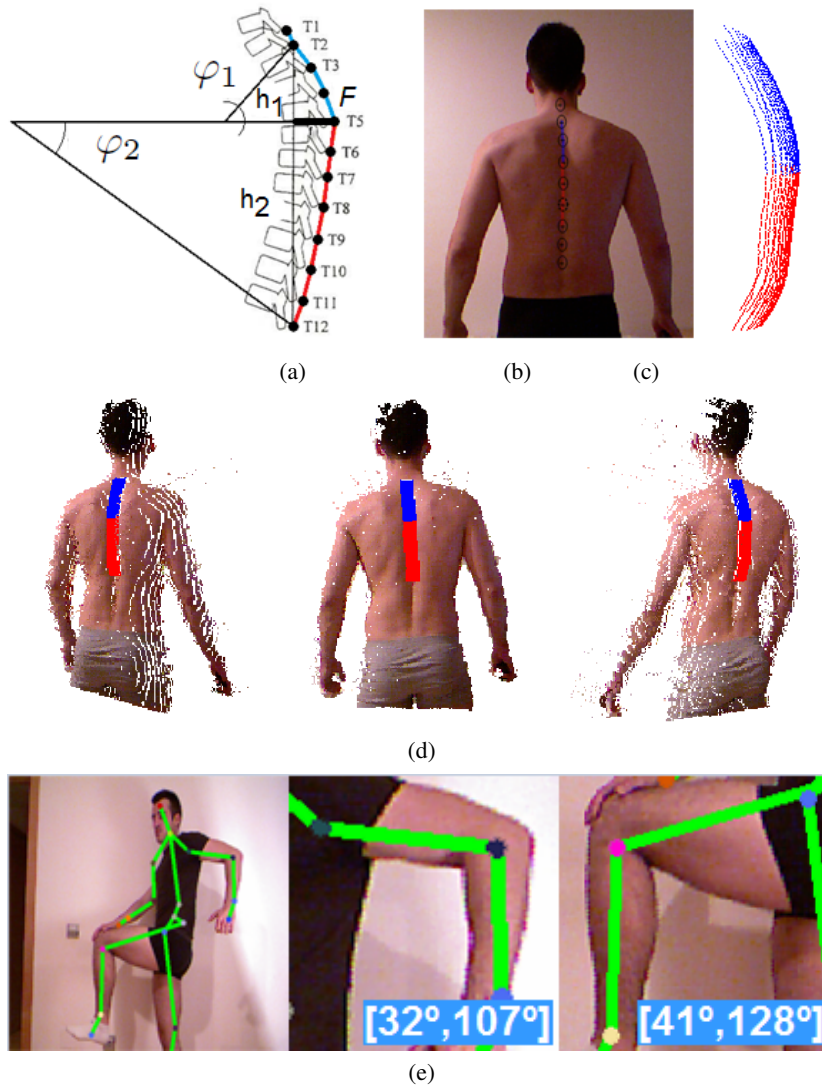 T1
T2
T3
φ1
h1
F
T5
φ2
T6
T7
h2
T8
T9
T10
T11
T12
(a)
(b)
(c)
(d)
[32º,107º]
[41º,128º]
(e)